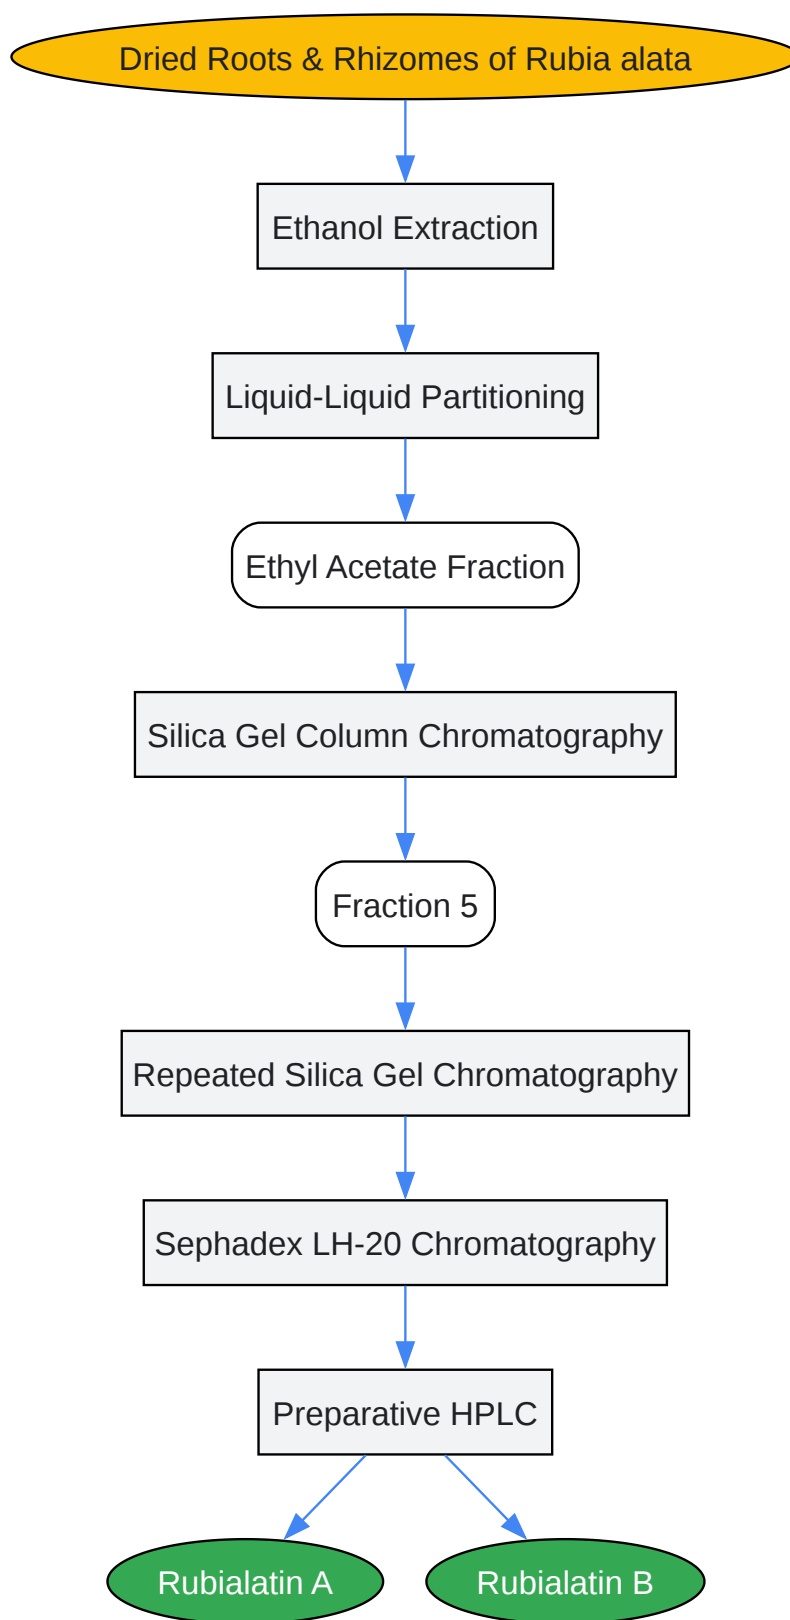 Dried Roots & Rhizomes of Rubia alata
Ethanol Extraction
Liquid-Liquid Partitioning
Ethyl Acetate Fraction
Silica Gel Column Chromatography
Fraction 5
Repeated Silica Gel Chromatography
Sephadex LH-20 Chromatography
Preparative HPLC
Rubialatin A
Rubialatin B